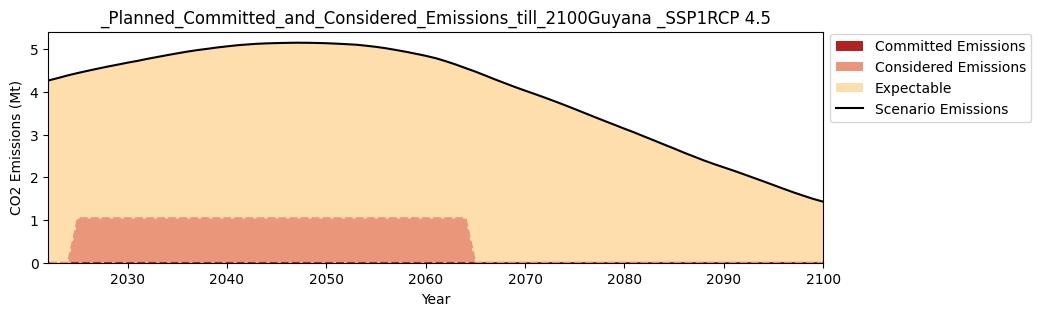 _Planned_Committed_and_Considered_Emissions_till_2100Guyana _SSP1RCP 4.5
CO2 Emissions (Mt)
5
4
3
2
1
0
2030 2040 2050 2060 2070 2080 2090 2100
Year
Committed Emissions
Considered Emissions
Expectable
Scenario Emissions